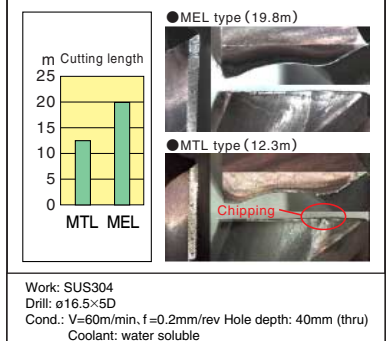 ●MEL type (19.8m)
m Cutting length
25
20
15
10
5
0
MTL MEL
●MTL type (12.3m)
Chipping
Work: SUS304
Drill: ø16.5×5D
Cond.: V=60m/min、f=0.2mm/rev Hole depth: 40mm (thru)
Coolant: water soluble